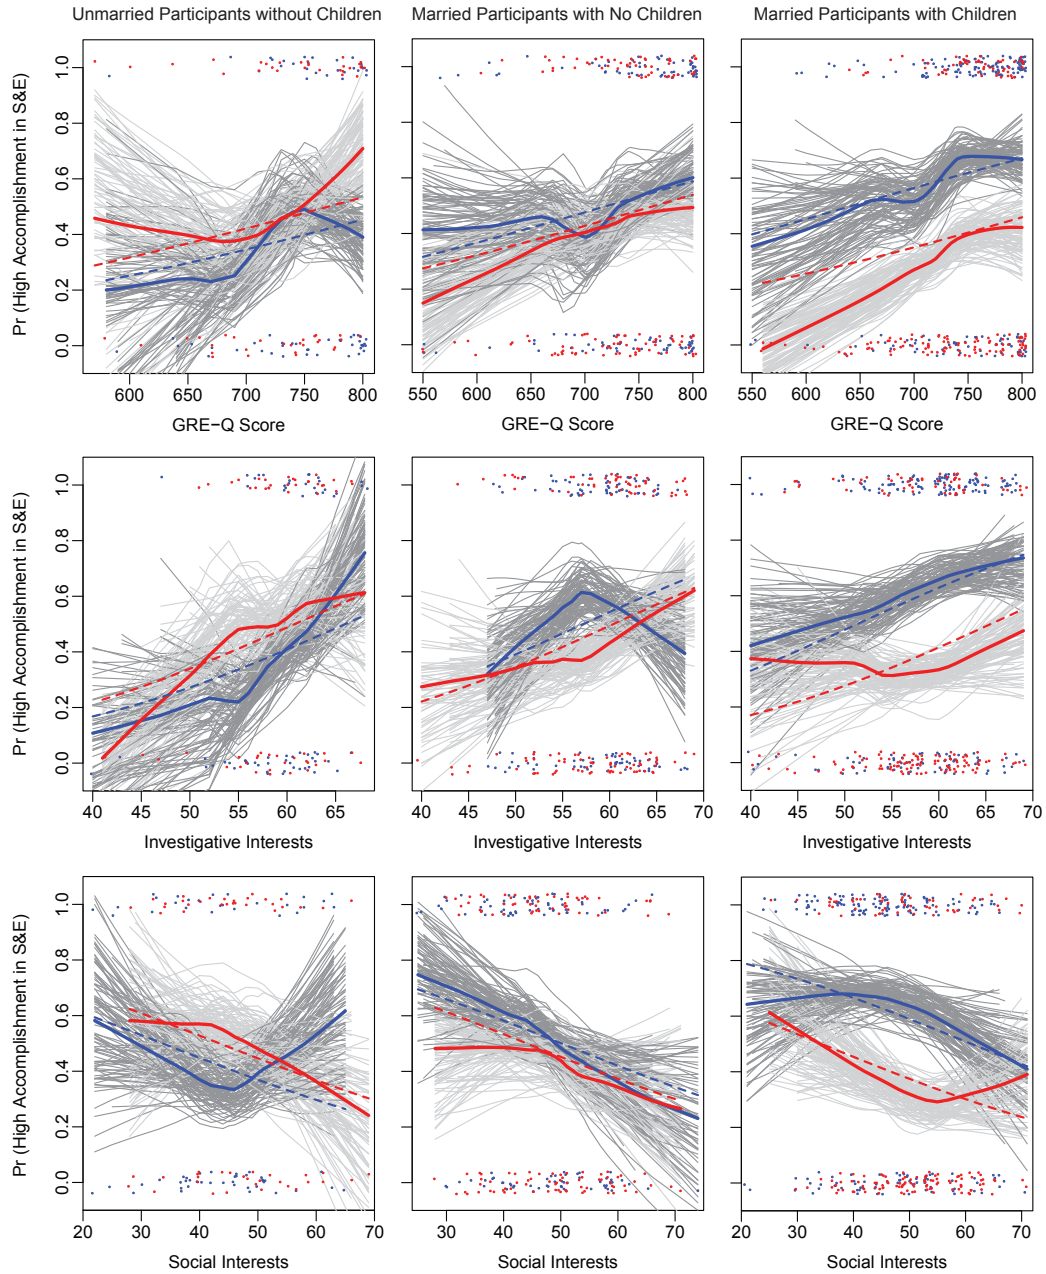 Unmarried Participants without Children
Married Participants with No Children
Married Participants with Children
Pr (High Accomplishment in S&E)
0.0 0.2 0.4 0.6 0.8 1.0
600 650 700 750 800
550 600 650 700 750 800
550 600 650 700 750 800
GRE−Q Score
GRE−Q Score
GRE−Q Score
Pr (High Accomplishment in S&E)
0.0 0.2 0.4 0.6 0.8 1.0
40 45 50 55 60 65
40 45 50 55 60 65 70
40 50 60 70
Investigative Interests
Investigative Interests
Investigative Interests
Pr (High Accomplishment in S&E)
0.0 0.2 0.4 0.6 0.8 1.0
20 30 40 50 60 70
30 40 50 60 70
20 30 40 50 60 70
Social Interests
Social Interests
Social Interests